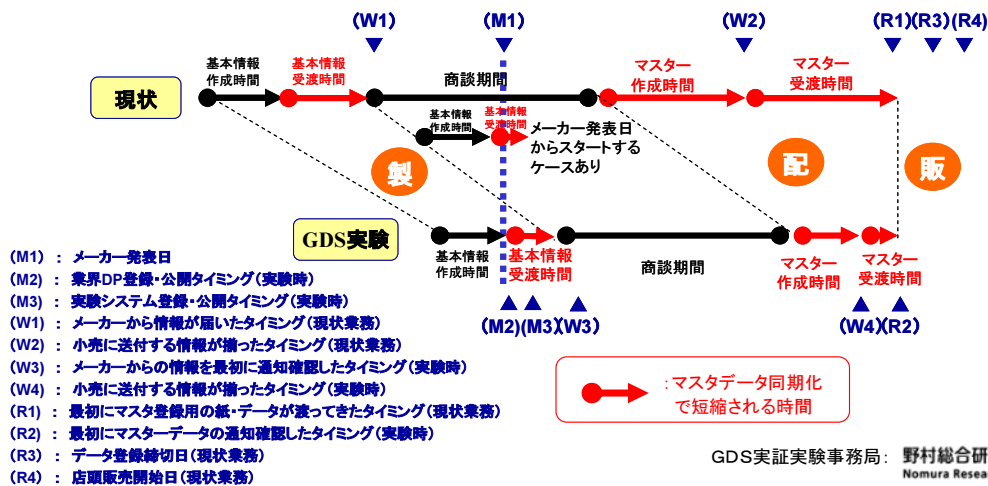 (W1)
(M1)
(W2)
(R1)(R3)(R4)
基本情報
作成時間
基本情報
受渡時間
商談期間
マスター
作成時間
マスター
受渡時間
現状
基本情報
作成時間
基本情報
受渡時間
メーカー発表日
からスタートする
ケースあり
製
配
販
GDS実験
基本情報
作成時間
基本情報
受渡時間
商談期間
マスター
作成時間
マスター
受渡時間
(M2)(M3)(W3)
(W4)(R2)
(M1) : メーカー発表日
(M2) : 業界DP登録・公開タイミング(実験時)
(M3) : 実験システム登録・公開タイミング(実験時)
(W1) : メーカーから情報が届いたタイミング(現状業務)
(W2) : 小売に送付する情報が揃ったタイミング(現状業務)
(W3) : メーカーからの情報を最初に通知確認したタイミング(実験時)
(W4) : 小売に送付する情報が揃ったタイミング(実験時)
(R1) : 最初にマスタ登録用の紙・データが渡ってきたタイミング(現状業務)
(R2) : 最初にマスターデータの通知確認したタイミング(実験時)
(R3) : データ登録締切日(現状業務)
(R4) : 店頭販売開始日(現状業務)
:マスタデータ同期化
で短縮される時間
GDS実証実験事務局: 野村総合研
Nomura Resea